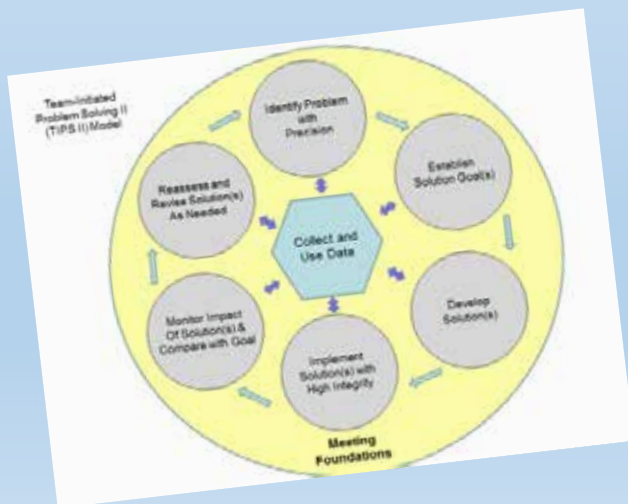 Team-Initiated
Problem Solving II
(TIPS II) Model
Identify Problem
with
Precision
Establish
Solution Goal(s)
Develop
Solution(s)
Implement
Solution(s) with
High Integrity
Monitor Impact
Of Solution(s) &
Compare with Goal
Reassess and
Revise Solution(s)
As Needed
Collect and
Use Data
Meeting
Foundations